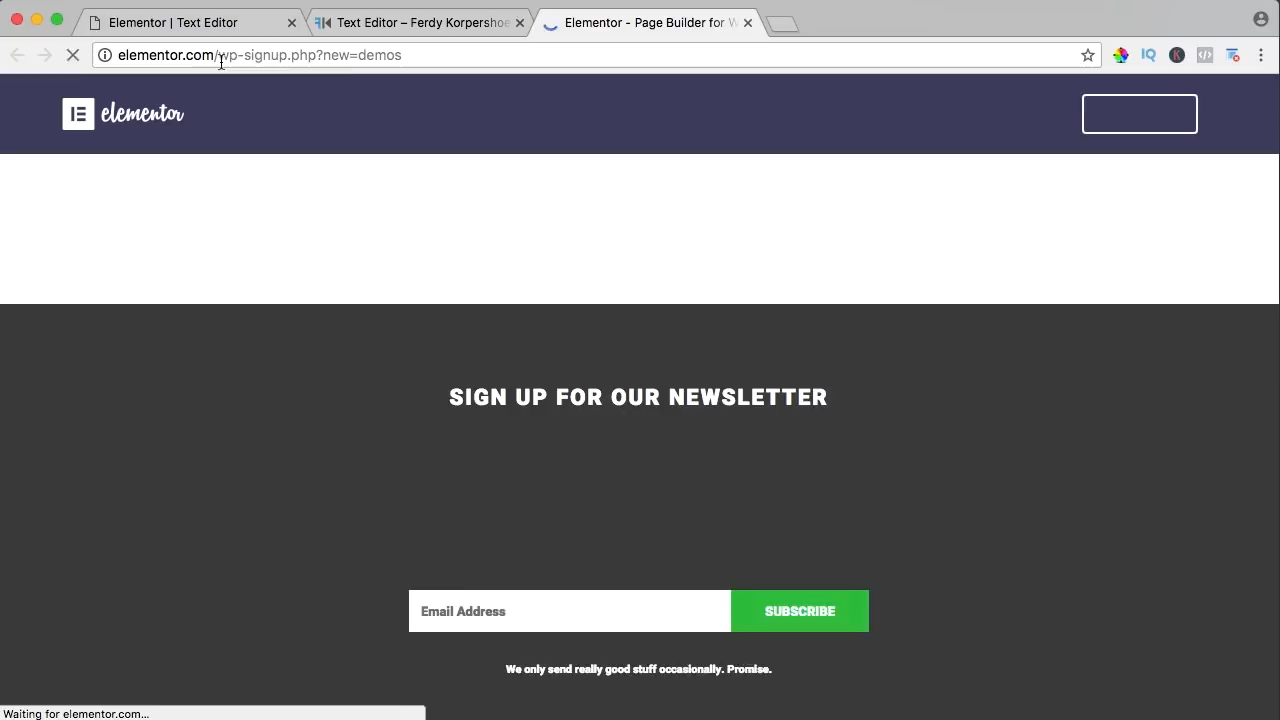 Elementor | Text Editor
Text Editor – Ferdy Korpershoe
Elementor - Page Builder for W
elementor.com/wp-signup.php?new=demos
IQ
K
elementor
SIGN UP FOR OUR NEWSLETTER
Email Address
SUBSCRIBE
We only send really good stuff occasionally. Promise.
Waiting for elementor.com...